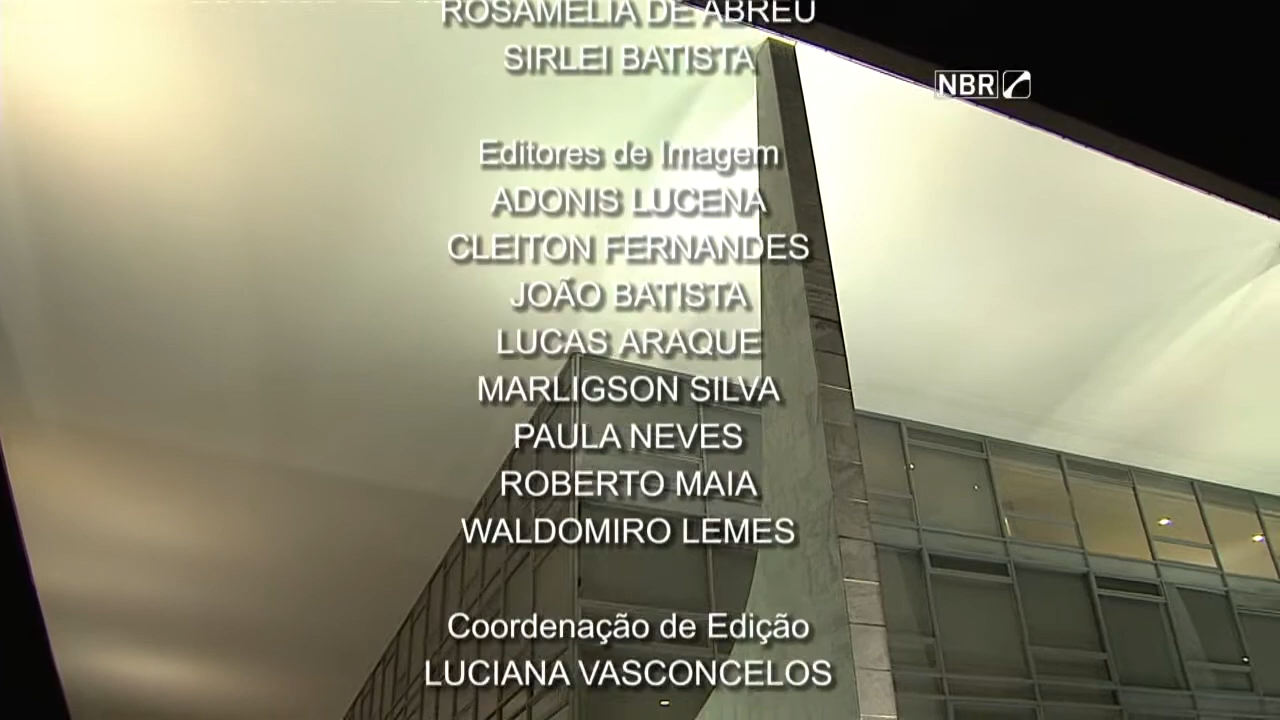 ROSAMELIA DE ABREU
SIRLEI BATISTA
NBR
Editores de Imagem
ADONIS LUCENA
CLEITON FERNANDES
JOÃO BATISTA
LUCAS ARAQUE
MARLIGSON SILVA
PAULA NEVES
ROBERTO MAIA
WALDOMIRO LEMES
Coordenação de Edição
LUCIANA VASCONCELOS